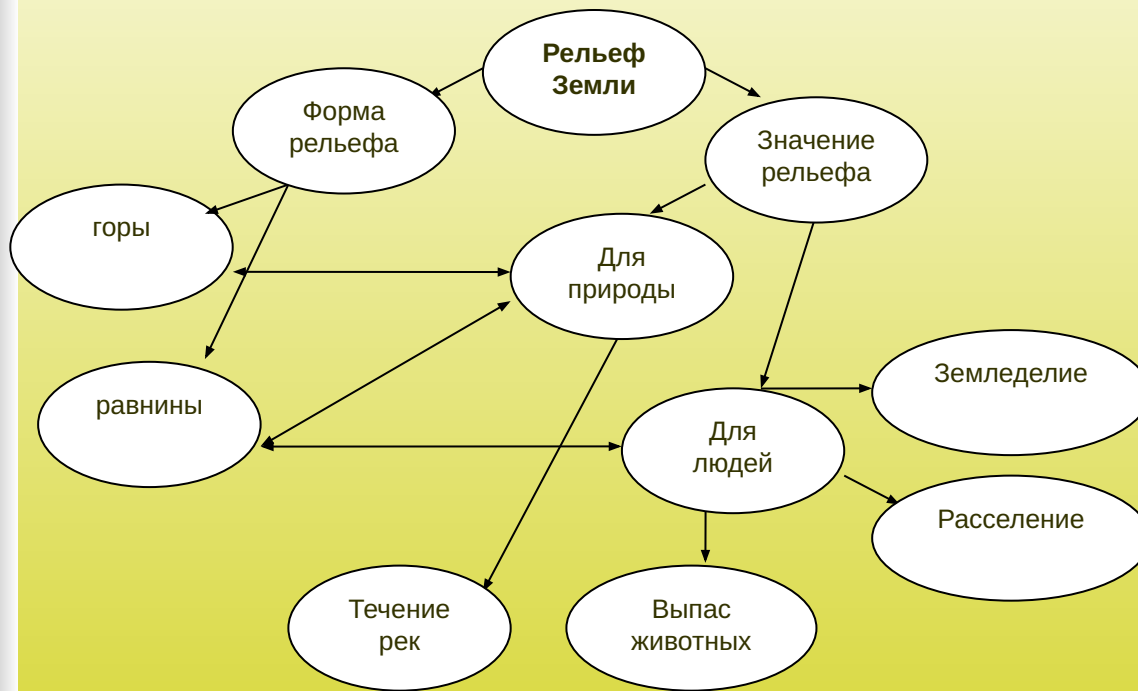 Рельеф
Земли
Форма
рельефа
Значение
рельефа
горы
Для
природы
равнины
Земледелие
Для
людей
Расселение
Течение
рек
Выпас
животных